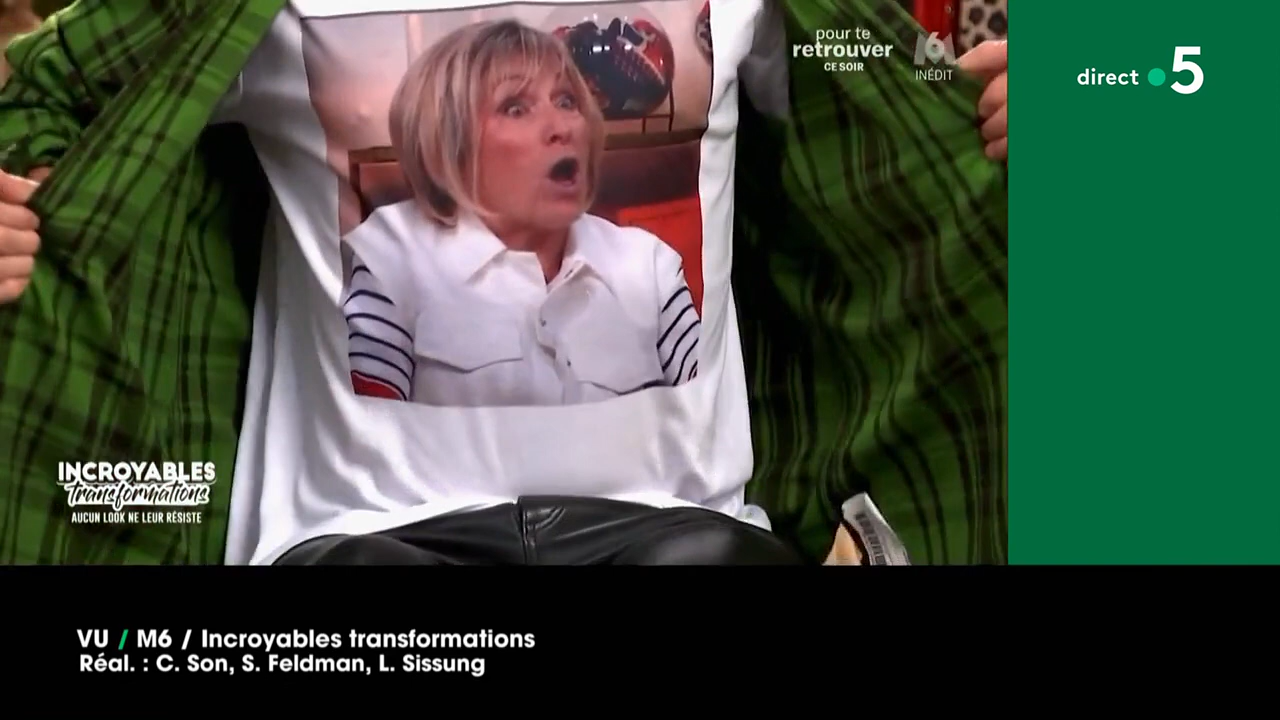 pour te
retrouver
CE SOIR
M6
INÉDIT
direct 5
INCROYABLES
transformations
AUCUN LOOK NE LEUR RÉSISTE
VU / M6 / Incroyables transformations
Réal. : C. Son, S. Feldman, L. Sissung